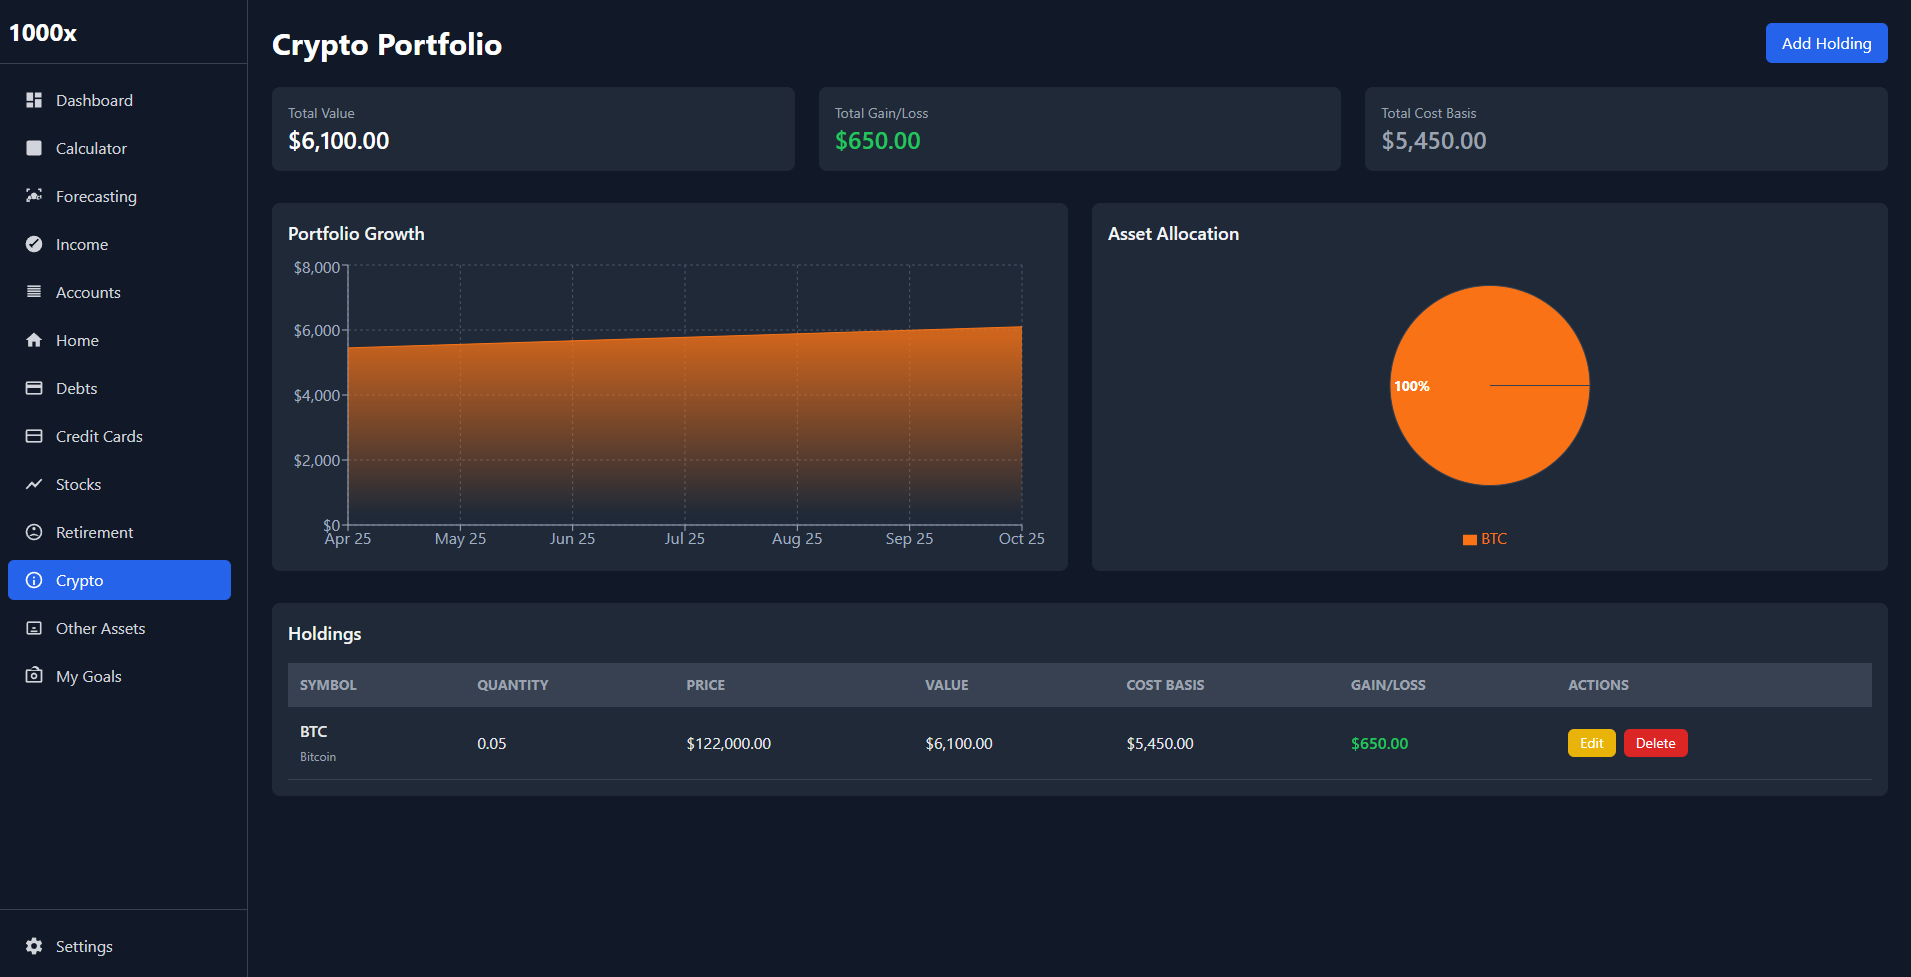 1000x
Dashboard
Calculator
Forecasting
Income
Accounts
Home
Debts
Credit Cards
Stocks
Retirement
Crypto
Other Assets
My Goals
Settings
Crypto Portfolio
Add Holding
Total Value
$6,100.00
Total Gain/Loss
$650.00
Total Cost Basis
$5,450.00
Portfolio Growth
$8,000
$6,000
$4,000
$2,000
$0
Apr 25 May 25 Jun 25 Jul 25 Aug 25 Sep 25 Oct 25
Asset Allocation
100%
BTC
Holdings
SYMBOL QUANTITY PRICE VALUE COST BASIS GAIN/LOSS ACTIONS
BTC
Bitcoin
0.05 $122,000.00 $6,100.00 $5,450.00 $650.00 Edit Delete